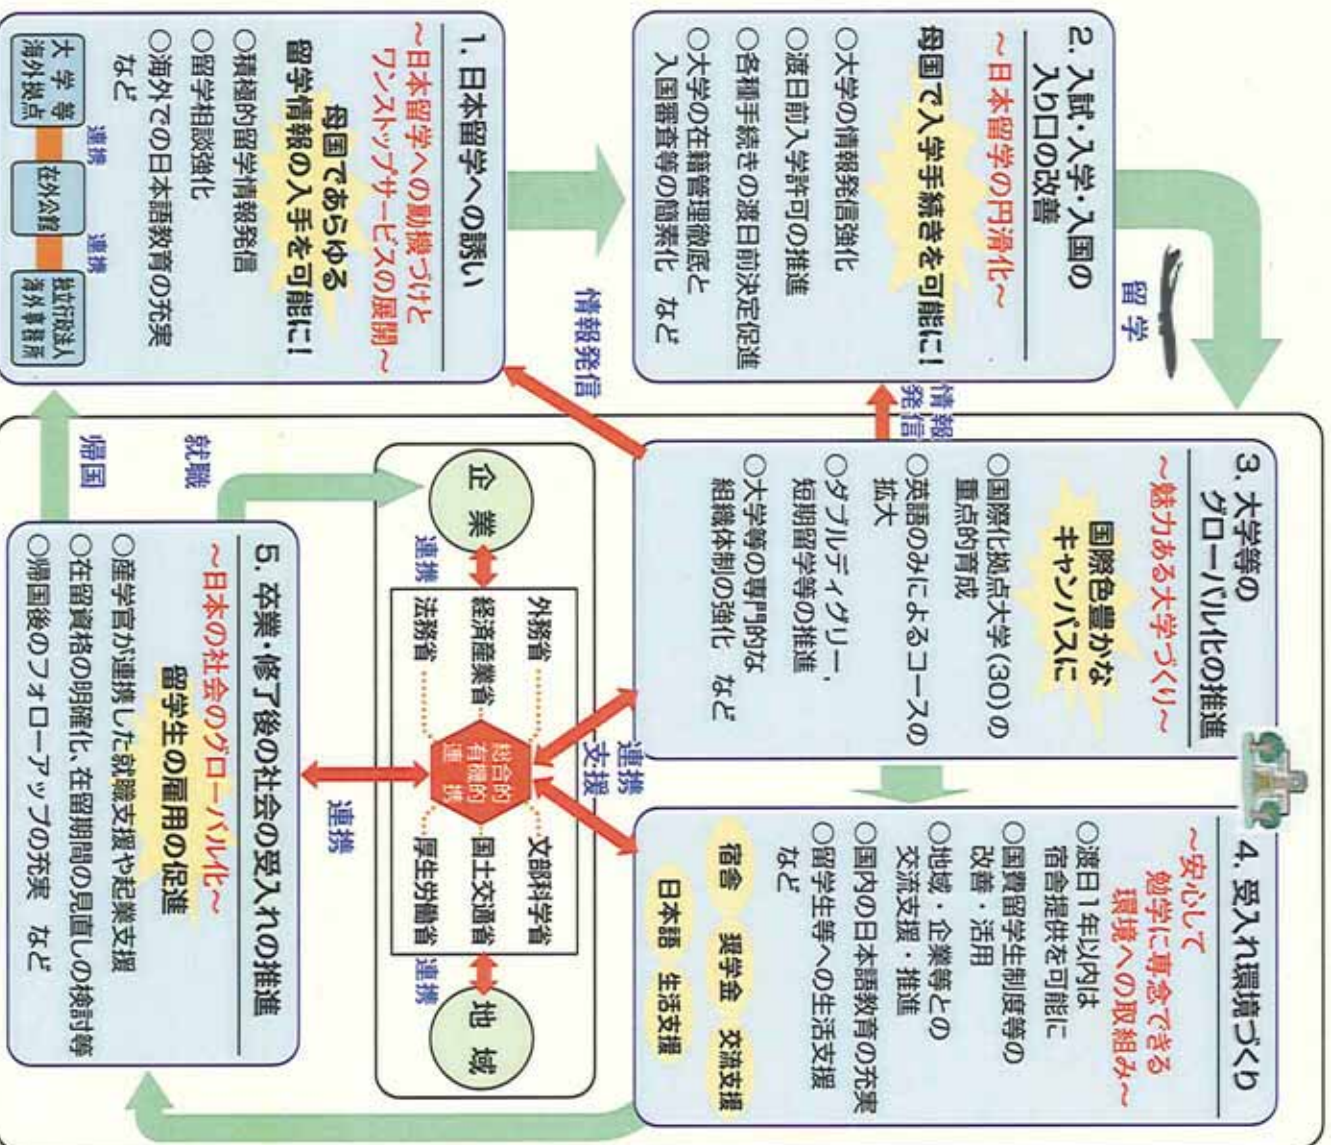 1. 日本留学への誘い
～日本留学への動機づけと
ワンストップサービスの展開～
母国であらゆる
留学情報の入手を可能に！
○積極的留学情報発信
○留学相談強化
○海外での日本語教育の充実
など
大学等
海外拠点
連携
在外公館
連携
独立行政法人
海外事務所
情報発信
2. 入試・入学・入国の
入り口の改善
～日本留学の円滑化～
母国で入学手続きを可能に！
○大学の情報発信強化
○渡日前入学許可の推進
○各種手続きの渡日前決定促進
○大学の在籍管理徹底と
入国審査等の簡素化 など
留学
情報
発信
3. 大学等の
グローバル化の推進
～魅力ある大学づくり～
国際色豊かな
キャンパスに
○国際化拠点大学(30)の
重点的育成
○英語のみによるコースの
拡大
○ダブルディグリー，
短期留学等の推進
○大学等の専門的な
組織体制の強化 など
連携
支援
4. 受入れ環境づくり
～安心して
勉学に専念できる
環境への取組み～
○渡日1年以内は
宿舎提供を可能に
○国費留学生制度等の
改善・活用
○地域・企業等との
交流支援・推進
○国内の日本語教育の充実
○留学生等への生活支援
など
宿舎 奨学金 交流支援
日本語 生活支援
企業
連携
外務省
経済産業省
法務省
総合的
有機的
連携
文部科学省
国土交通省
厚生労働省
連携
地域
連携
就職
帰国
5. 卒業・修了後の社会の受入れの推進
～日本の社会のグローバル化～
留学生の雇用の促進
○産学官が連携した就職支援や起業支援
○在留資格の明確化、在留期間の見直しの検討等
○帰国後のフォローアップの充実 など